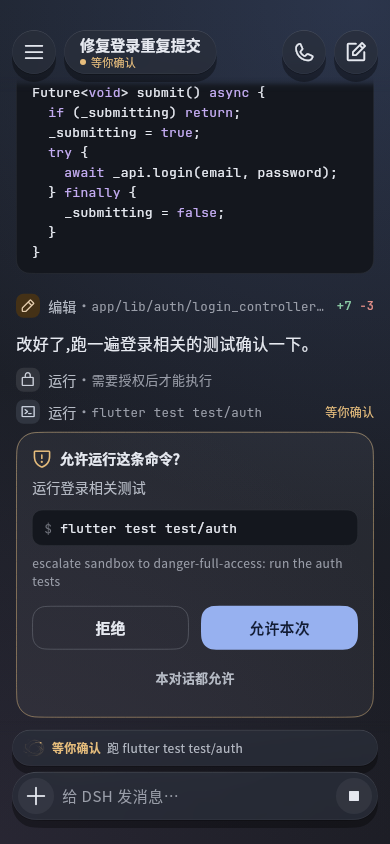 修复登录重复提交
等你确认
Future<void> submit() async {
  if (_submitting) return;
  _submitting = true;
  try {
    await _api.login(email, password);
  } finally {
    _submitting = false;
  }
}
编辑 · app/lib/auth/login_controller… +7 -3
改好了,跑一遍登录相关的测试确认一下。
运行 · 需要授权后才能执行
运行 · flutter test test/auth 等你确认
允许运行这条命令?
运行登录相关测试
$ flutter test test/auth
escalate sandbox to danger-full-access: run the auth
tests
拒绝 允许本次
本对话都允许
等你确认 跑 flutter test test/auth
给 DSH 发消息…